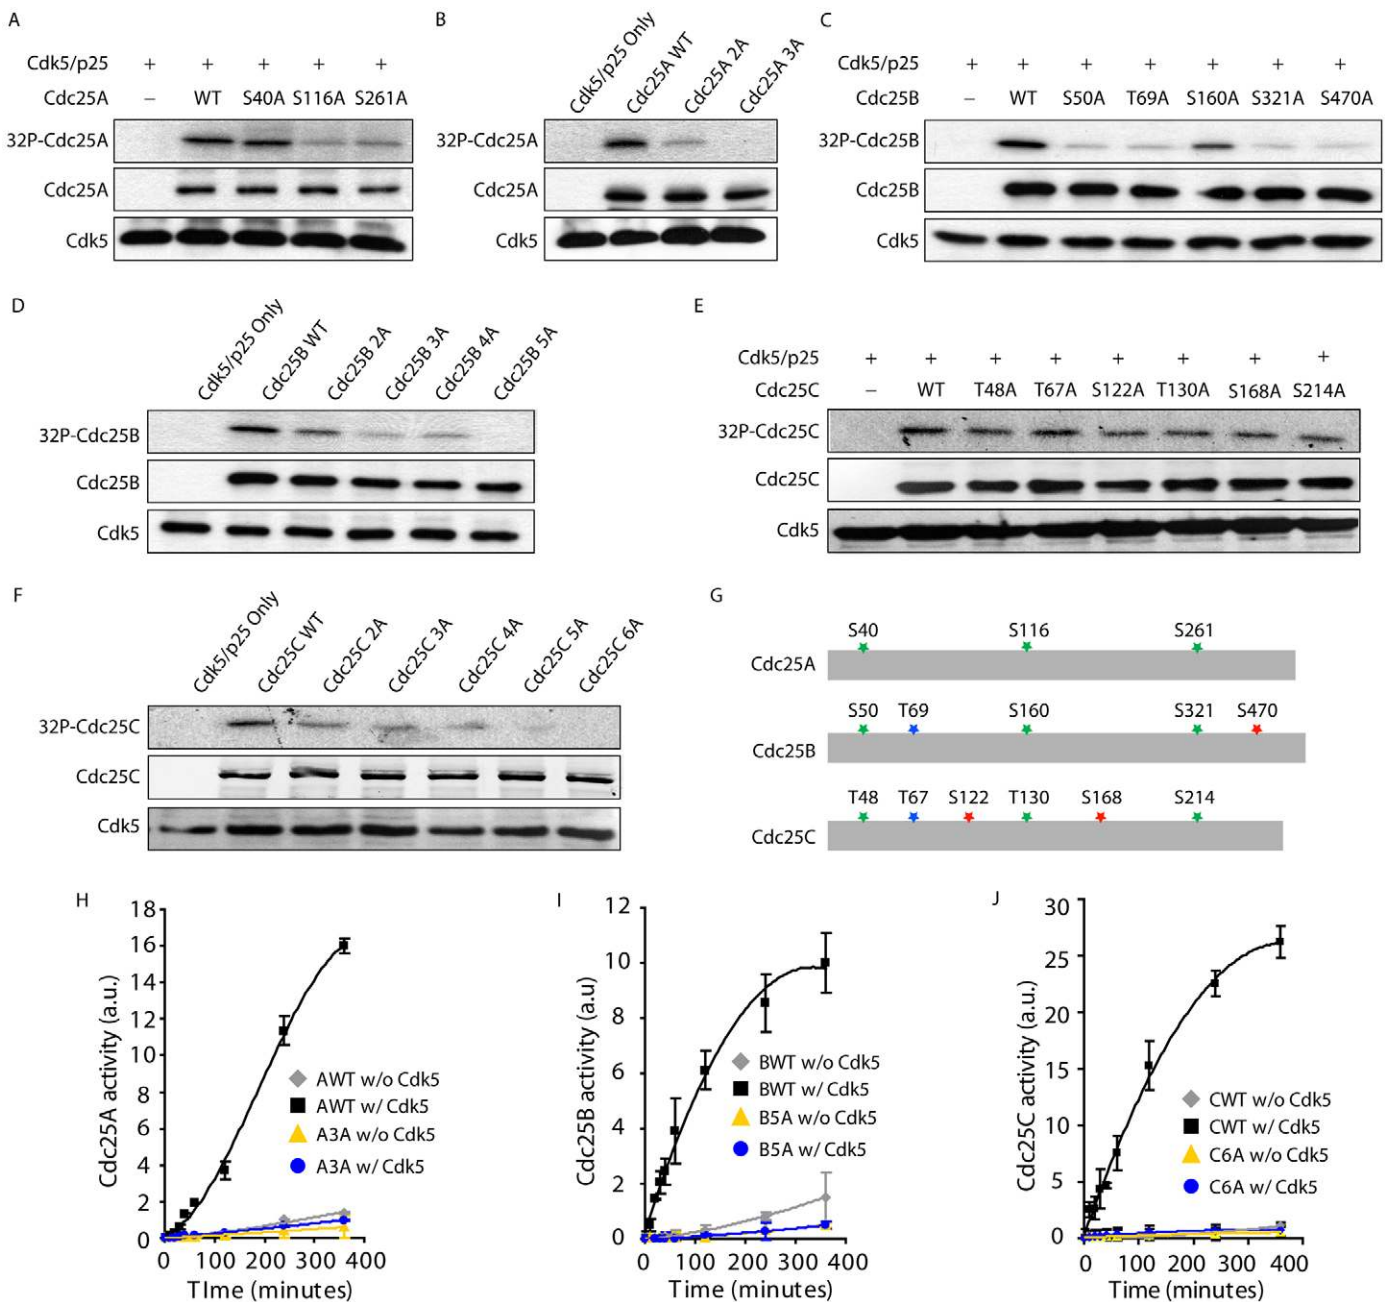 A
Cdk5/p25 + + + + +
Cdc25A – WT S40A S116A S261A
32P-Cdc25A
Cdc25A
Cdk5
B
Cdk5/p25 Only
Cdc25A WT
Cdc25A 2A
Cdc25A 3A
32P-Cdc25A
Cdc25A
Cdk5
C
Cdk5/p25 + + + + + + +
Cdc25B – WT S50A T69A S160A S321A S470A
32P-Cdc25B
Cdc25B
Cdk5
D
Cdk5/p25 Only
Cdc25B WT
Cdc25B 2A
Cdc25B 3A
Cdc25B 4A
Cdc25B 5A
32P-Cdc25B
Cdc25B
Cdk5
E
Cdk5/p25 + + + + + + + +
Cdc25C – WT T48A T67A S122A T130A S168A S214A
32P-Cdc25C
Cdc25C
Cdk5
F
Cdk5/p25 Only
Cdc25C WT
Cdc25C 2A
Cdc25C 3A
Cdc25C 4A
Cdc25C 5A
Cdc25C 6A
32P-Cdc25C
Cdc25C
Cdk5
G
S40 S116 S261
Cdc25A
S50 T69 S160 S321 S470
Cdc25B
T48 T67 S122 T130 S168 S214
Cdc25C
H
Cdc25A activity (a.u.)
18
16
14
12
10
8
6
4
2
0
AWT w/o Cdk5
AWT w/ Cdk5
A3A w/o Cdk5
A3A w/ Cdk5
0 100 200 300 400
TIme (minutes)
I
Cdc25B activity (a.u)
12
10
8
6
4
2
0
BWT w/o Cdk5
BWT w/ Cdk5
B5A w/o Cdk5
B5A w/ Cdk5
0 100 200 300 400
Time (minutes)
J
Cdc25C activity (a.u.)
30
25
20
15
10
5
0
CWT w/o Cdk5
CWT w/ Cdk5
C6A w/o Cdk5
C6A w/ Cdk5
0 100 200 300 400
Time (minutes)